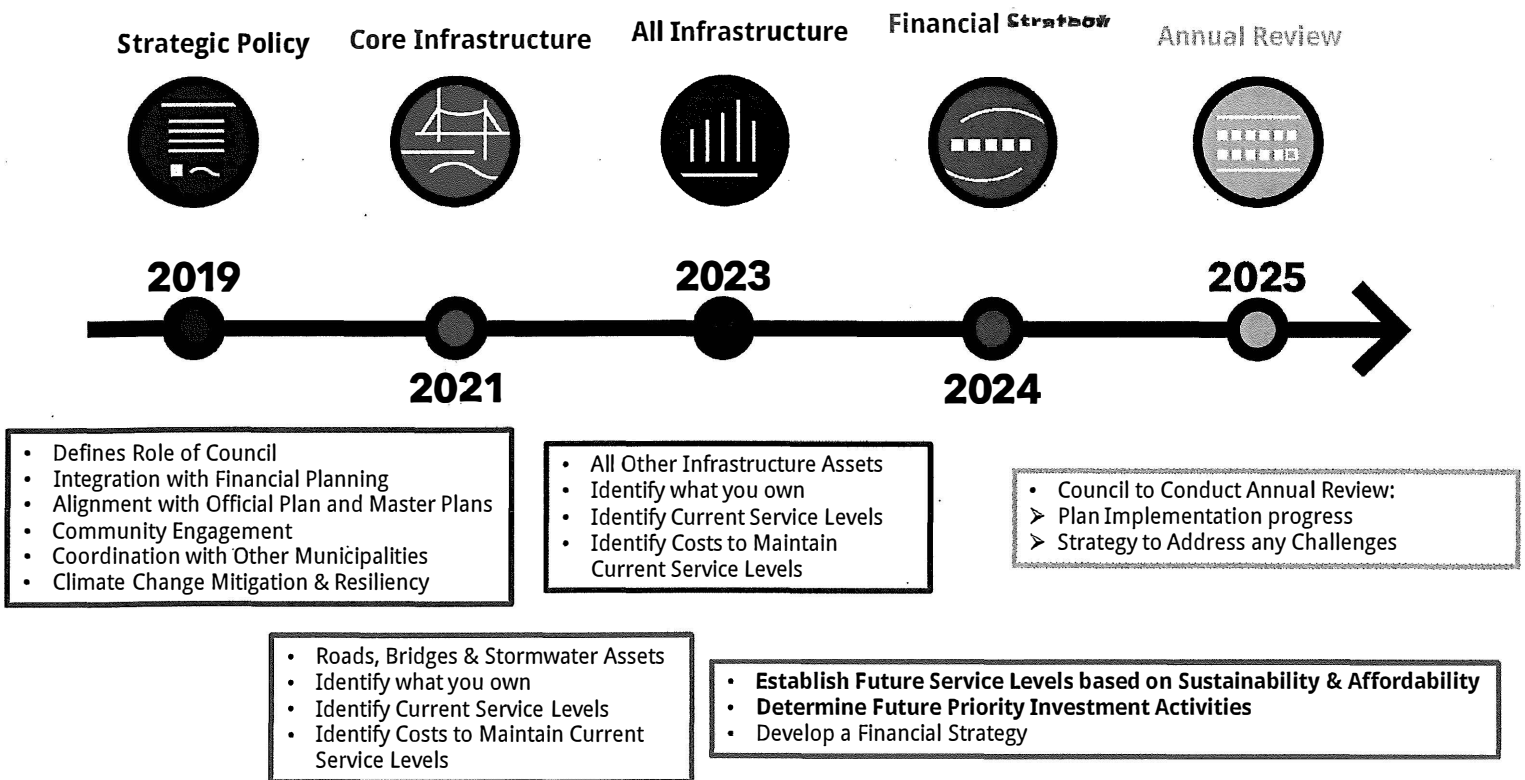 Strategic Policy
Core Infrastructure
All Infrastructure
Financial
Annual Review
2019
2021
2023
2024
2025
• Defines Role of Council
• Integration with Financial Planning
• Alignment with Official Plan and Master Plans
• Community Engagement
• Coordination with Other Municipalities
• Climate Change Mitigation & Resiliency
• All Other Infrastructure Assets
• Identify what you own
• Identify Current Service Levels
• Identify Costs to Maintain
Current Service Levels
• Council to Conduct Annual Review:
➤ Plan Implementation progress
➤ Strategy to Address any Challenges
• Roads, Bridges & Stormwater Assets
• Identify what you own
• Identify Current Service Levels
• Identify Costs to Maintain Current
Service Levels
• Establish Future Service Levels based on Sustainability & Affordability
• Determine Future Priority Investment Activities
• Develop a Financial Strategy